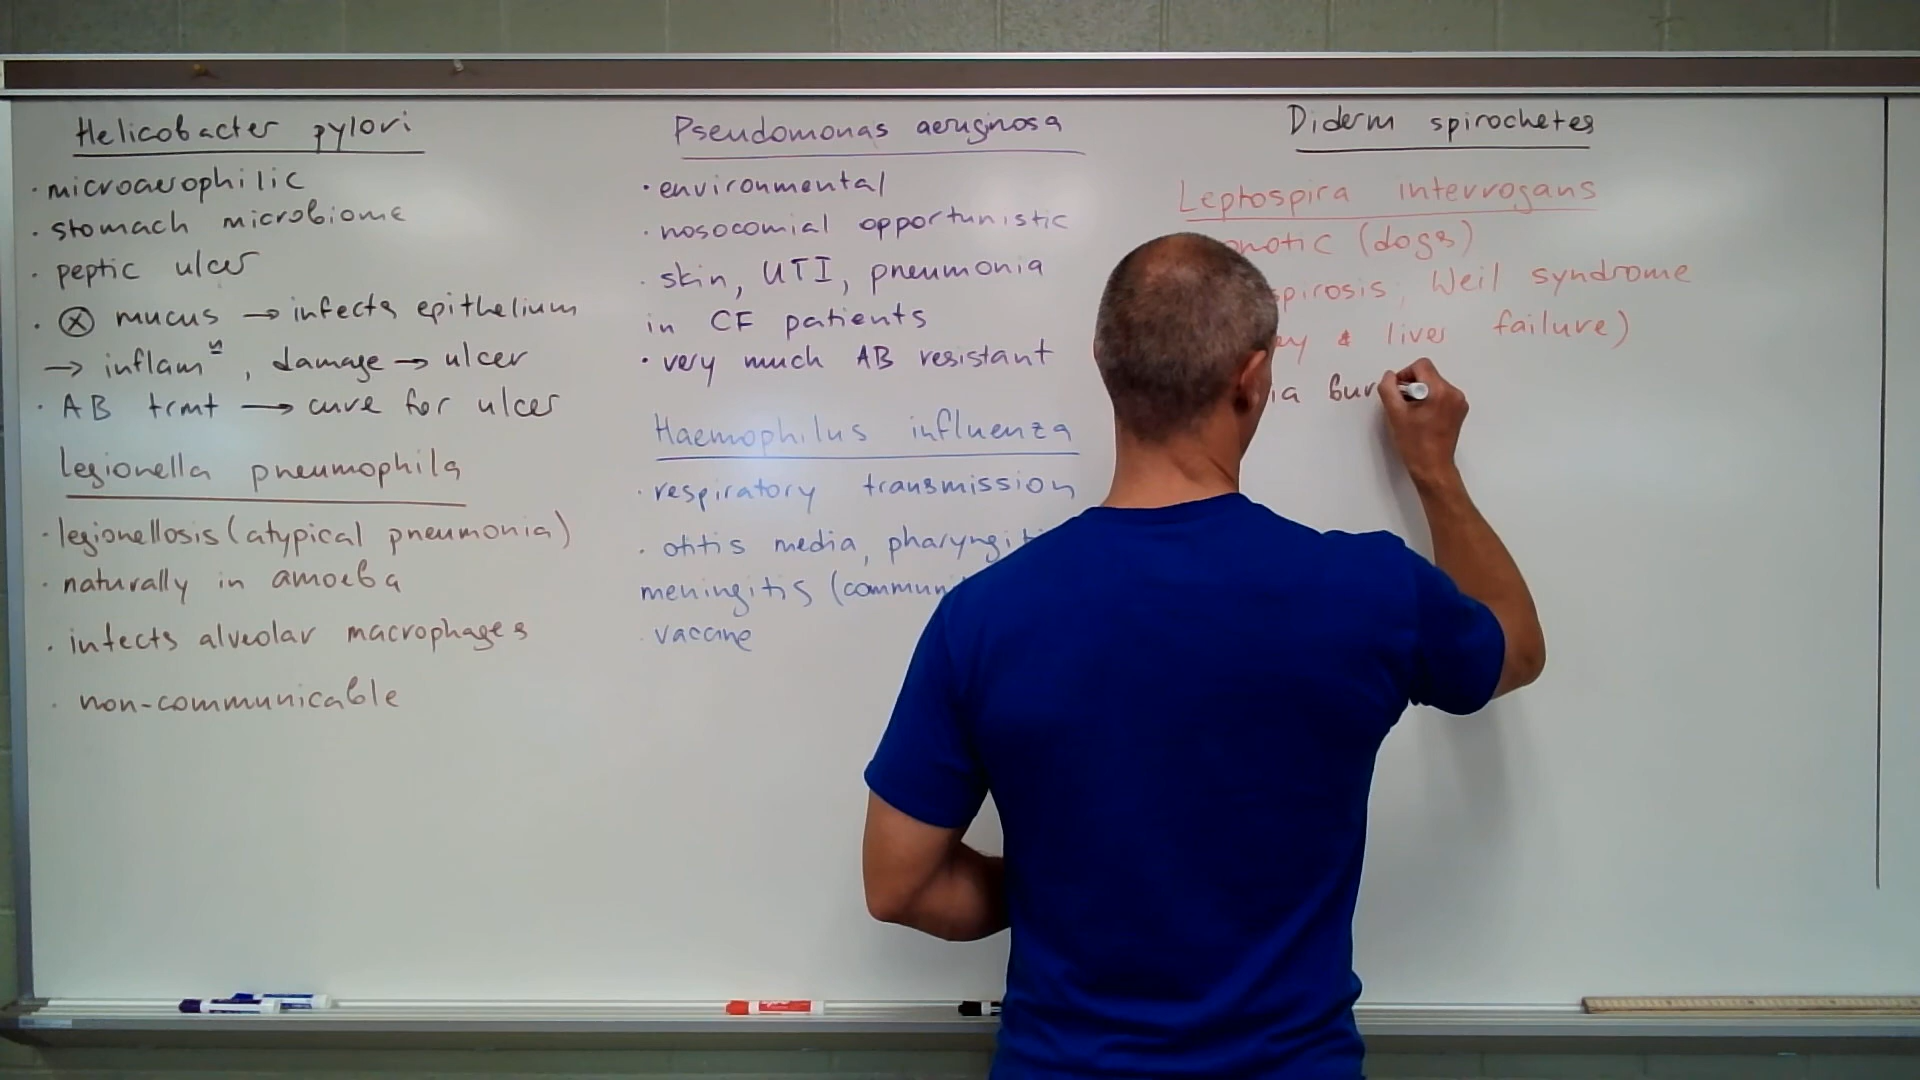 Helicobacter pylori
· microaerophilic
· stomach microbiome
· peptic ulcer
· ⓧ mucus → infects epithelium
→ inflamⁿ, damage → ulcer
· AB trmt → cure for ulcer
Legionella pneumophila
· legionellosis (atypical pneumonia)
· naturally in amoeba
· infects alveolar macrophages
· non-communicable
Pseudomonas aeruginosa
· environmental
· nosocomial opportunistic
· skin, UTI, pneumonia
in CF patients
· very much AB resistant
Haemophilus influenza
· respiratory transmission
· otitis media, pharyngi
meningitis (commun
· vaccine
Diderm spirochetes
Leptospira interrogans
onotic (dogs)
spirosis, Weil syndrome
ey & liver failure)
ia bur